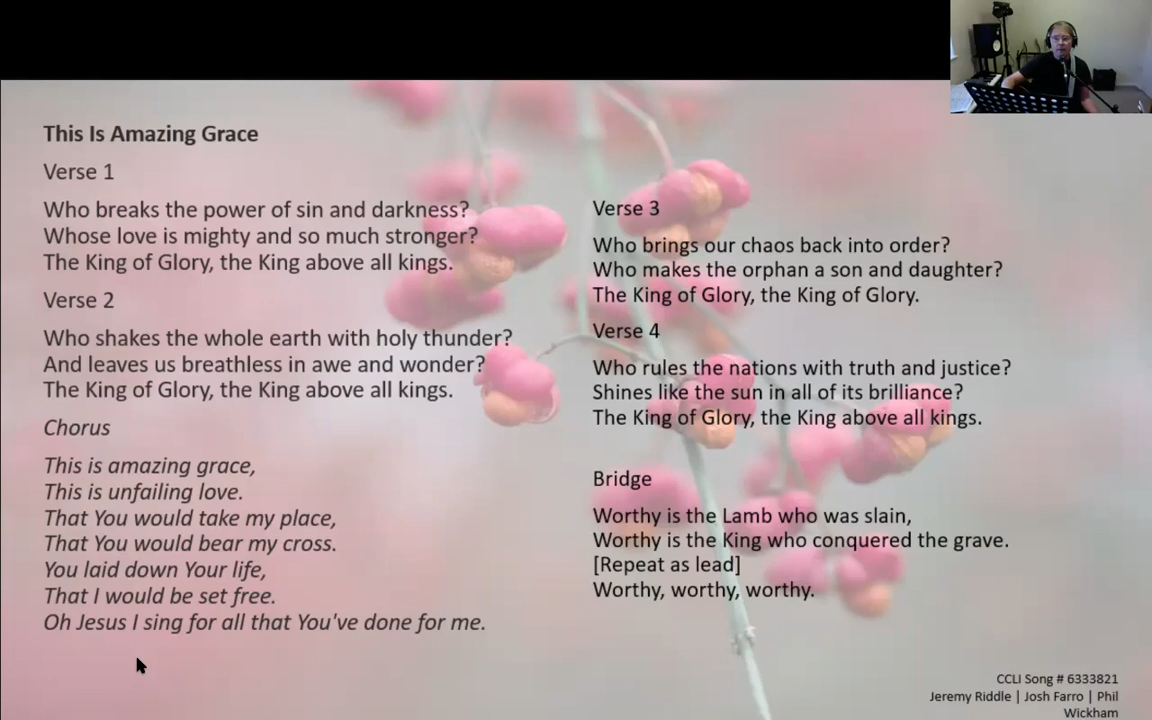 This Is Amazing Grace
Verse 1
Who breaks the power of sin and darkness?
Whose love is mighty and so much stronger?
The King of Glory, the King above all kings.
Verse 2
Who shakes the whole earth with holy thunder?
And leaves us breathless in awe and wonder?
The King of Glory, the King above all kings.
Chorus
This is amazing grace,
This is unfailing love.
That You would take my place,
That You would bear my cross.
You laid down Your life,
That I would be set free.
Oh Jesus I sing for all that You've done for me.
Verse 3
Who brings our chaos back into order?
Who makes the orphan a son and daughter?
The King of Glory, the King of Glory.
Verse 4
Who rules the nations with truth and justice?
Shines like the sun in all of its brilliance?
The King of Glory, the King above all kings.
Bridge
Worthy is the Lamb who was slain,
Worthy is the King who conquered the grave.
[Repeat as lead]
Worthy, worthy, worthy.
CCLI Song # 6333821
Jeremy Riddle | Josh Farro | Phil
Wickham